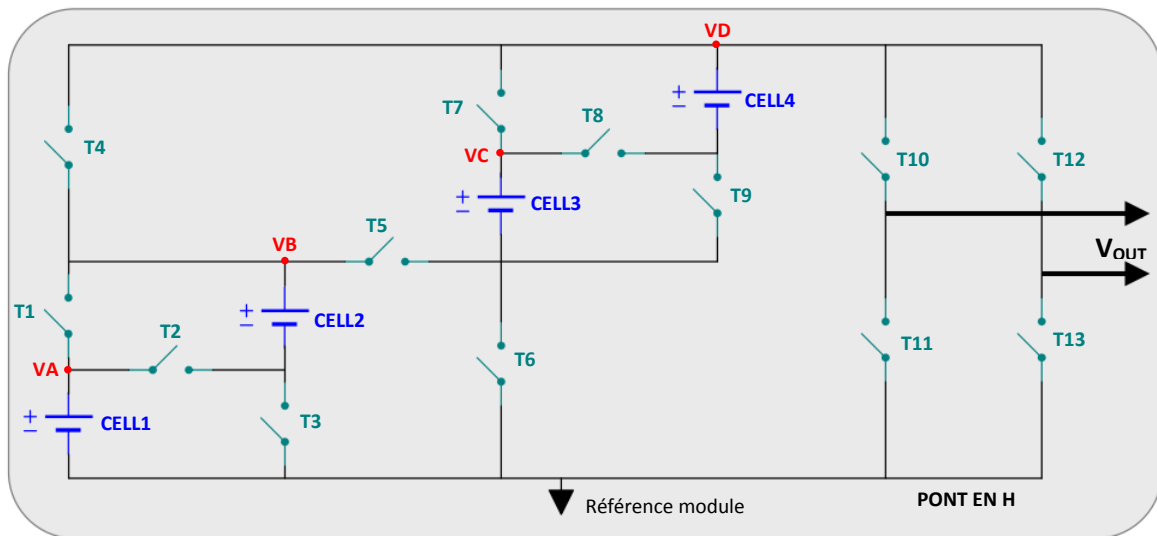 VD
CELL4
T7
T8
T4
VC
T10
T12
T9
CELL3
T5
VB
VOUT
T1
CELL2
T2
T6
T11
T13
VA
CELL1
T3
Référence module
PONT EN H